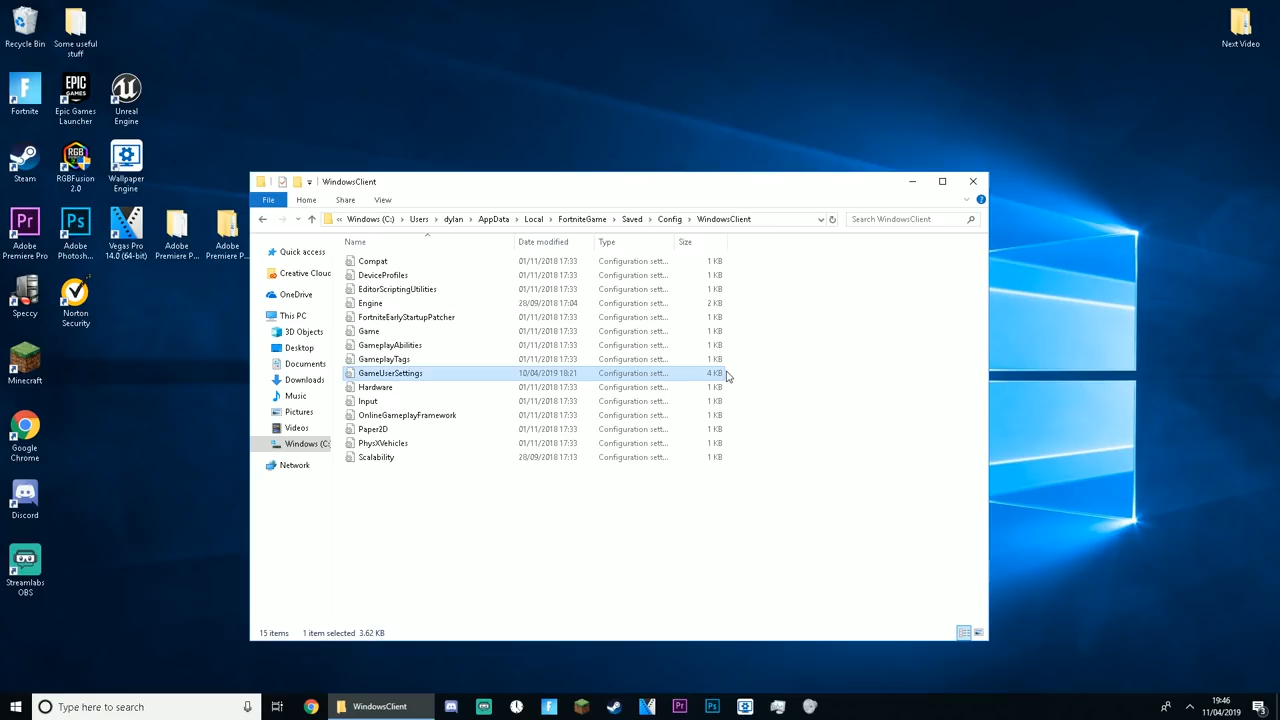 Recycle Bin
Some useful
stuff
Next Video
Fortnite
EPIC
GAMES
Epic Games
Launcher
Unreal
Engine
Steam
RGB
RGBFusion
2.0
Wallpaper
Engine
Pr
Adobe
Premiere Pro
Ps
Adobe
Photosh...
Vegas Pro
14.0 (64-bit)
Adobe
Premiere P...
Adobe
Premiere P...
Speccy
Norton
Security
Minecraft
Google
Chrome
Discord
Streamlabs
OBS
WindowsClient
File Home Share View
« Windows (C:) > Users > dylan > AppData > Local > FortniteGame > Saved > Config > WindowsClient
Search WindowsClient
Quick access
Creative Cloud
OneDrive
This PC
3D Objects
Desktop
Documents
Downloads
Music
Pictures
Videos
Windows (C:
Network
Name Date modified Type Size
Compat 01/11/2018 17:33 Configuration sett... 1 KB
DeviceProfiles 01/11/2018 17:33 Configuration sett... 1 KB
EditorScriptingUtilities 01/11/2018 17:33 Configuration sett... 1 KB
Engine 28/09/2018 17:04 Configuration sett... 2 KB
FortniteEarlyStartupPatcher 01/11/2018 17:33 Configuration sett... 1 KB
Game 01/11/2018 17:33 Configuration sett... 1 KB
GameplayAbilities 01/11/2018 17:33 Configuration sett... 1 KB
GameplayTags 01/11/2018 17:33 Configuration sett... 1 KB
GameUserSettings 10/04/2019 18:21 Configuration sett... 4 KB
Hardware 01/11/2018 17:33 Configuration sett... 1 KB
Input 01/11/2018 17:33 Configuration sett... 1 KB
OnlineGameplayFramework 01/11/2018 17:33 Configuration sett... 1 KB
Paper2D 01/11/2018 17:33 Configuration sett... 1 KB
PhysXVehicles 01/11/2018 17:33 Configuration sett... 1 KB
Scalability 28/09/2018 17:13 Configuration sett... 1 KB
15 items 1 item selected 3.62 KB
Type here to search
WindowsClient
Pr
Ps
19:46
11/04/2019
3